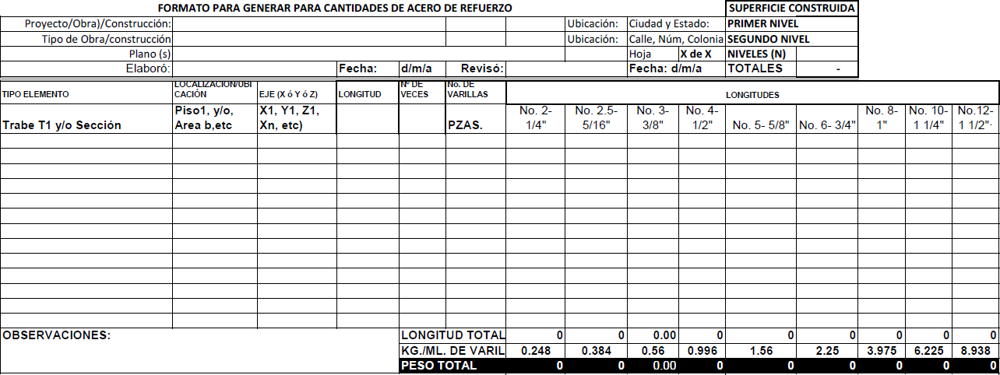 FORMATO PARA GENERAR PARA CANTIDADES DE ACERO DE REFUERZO SUPERFICIE CONSTRUIDA
Proyecto/Obra)/Construcción: Ubicación: Ciudad y Estado: PRIMER NIVEL
Tipo de Obra/construcción Ubicación: Calle, Núm, Colonia SEGUNDO NIVEL
Plano (s) Hoja X de X NIVELES (N)
Elaboró: Fecha: d/m/a Revisó: Fecha: d/m/a TOTALES -
TIPO ELEMENTO LOCALIZACION/UBI CACIÓN EJE (X ó Y ó Z) LONGITUD Nº DE VECES No. DE VARILLAS LONGITUDES
Trabe T1 y/o Sección Piso1, y/o, Area b,etc X1, Y1, Z1, Xn, etc) PZAS. No. 2- 1/4" No. 2.5- 5/16" No. 3- 3/8" No. 4- 1/2" No. 5- 5/8" No. 6- 3/4" No. 8- 1" No. 10- 1 1/4" No.12- 1 1/2"·
OBSERVACIONES: LONGITUD TOTAL 0 0 0.00 0 0 0 0 0 0
KG./ML. DE VARIL 0.248 0.384 0.56 0.996 1.56 2.25 3.975 6.225 8.938
PESO TOTAL 0 0 0.00 0 0 0 0 0 0